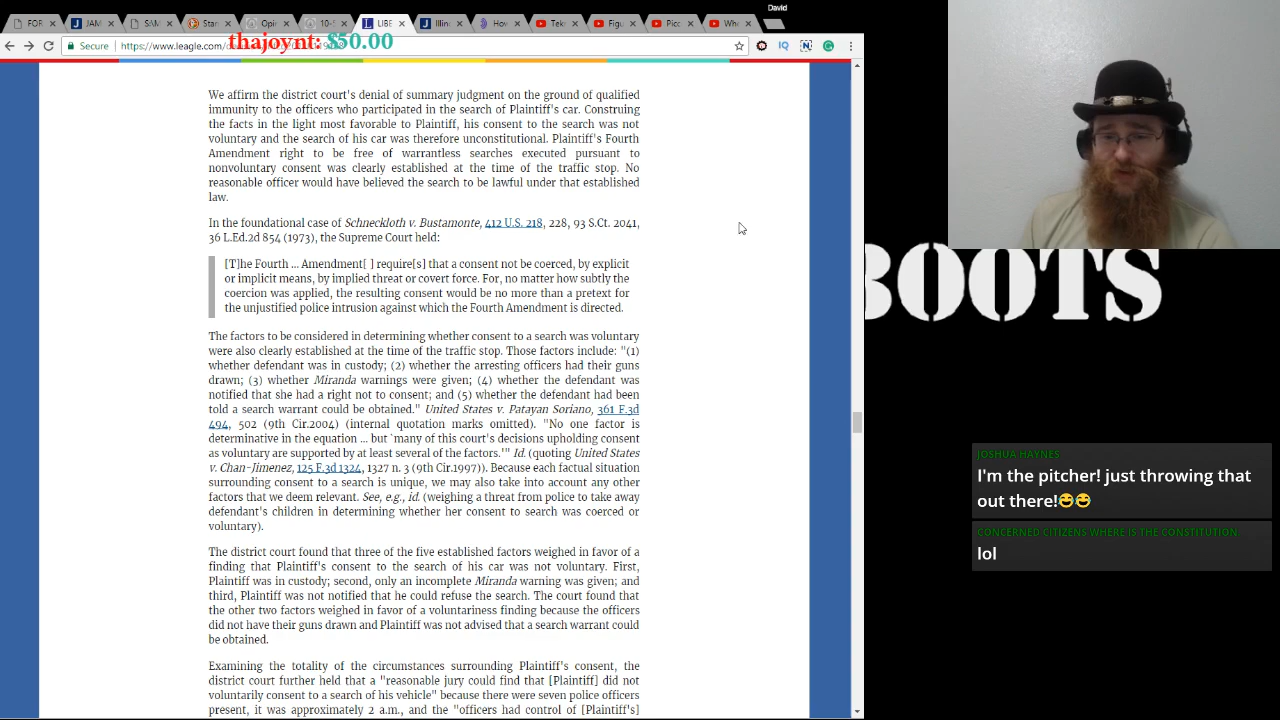 David
FOF
JAM
SAM
Star
Opin
10-5
LIBE
Illin
How
Tek
Figu
Picc
Whe
Secure
https://www.leagle.com/
thajoynt: $50.00
We affirm the district court's denial of summary judgment on the ground of qualified
immunity to the officers who participated in the search of Plaintiff's car. Construing
the facts in the light most favorable to Plaintiff, his consent to the search was not
voluntary and the search of his car was therefore unconstitutional. Plaintiff's Fourth
Amendment right to be free of warrantless searches executed pursuant to
nonvoluntary consent was clearly established at the time of the traffic stop. No
reasonable officer would have believed the search to be lawful under that established
law.
In the foundational case of Schneckloth v. Bustamonte, 412 U.S. 218, 228, 93 S.Ct. 2041,
36 L.Ed.2d 854 (1973), the Supreme Court held:
[T]he Fourth ... Amendment[ ] require[s] that a consent not be coerced, by explicit
or implicit means, by implied threat or covert force. For, no matter how subtly the
coercion was applied, the resulting consent would be no more than a pretext for
the unjustified police intrusion against which the Fourth Amendment is directed.
The factors to be considered in determining whether consent to a search was voluntary
were also clearly established at the time of the traffic stop. Those factors include: "(1)
whether defendant was in custody; (2) whether the arresting officers had their guns
drawn; (3) whether Miranda warnings were given; (4) whether the defendant was
notified that she had a right not to consent; and (5) whether the defendant had been
told a search warrant could be obtained." United States v. Patayan Soriano, 361 F.3d
494, 502 (9th Cir.2004) (internal quotation marks omitted). "No one factor is
determinative in the equation ... but `many of this court's decisions upholding consent
as voluntary are supported by at least several of the factors.'" Id. (quoting United States
v. Chan-Jimenez, 125 F.3d 1324, 1327 n. 3 (9th Cir.1997)). Because each factual situation
surrounding consent to a search is unique, we may also take into account any other
factors that we deem relevant. See, e.g., id. (weighing a threat from police to take away
defendant's children in determining whether her consent to search was coerced or
voluntary).
The district court found that three of the five established factors weighed in favor of a
finding that Plaintiff's consent to the search of his car was not voluntary. First,
Plaintiff was in custody; second, only an incomplete Miranda warning was given; and
third, Plaintiff was not notified that he could refuse the search. The court found that
the other two factors weighed in favor of a voluntariness finding because the officers
did not have their guns drawn and Plaintiff was not advised that a search warrant could
be obtained.
Examining the totality of the circumstances surrounding Plaintiff's consent, the
district court further held that a "reasonable jury could find that [Plaintiff] did not
voluntarily consent to a search of his vehicle" because there were seven police officers
present, it was approximately 2 a.m., and the "officers had control of [Plaintiff's]
BOOTS
JOSHUA HAYNES
I'm the pitcher! just throwing that
out there!😂😂
CONCERNED CITIZENS WHERE IS THE CONSTITUTION.
lol